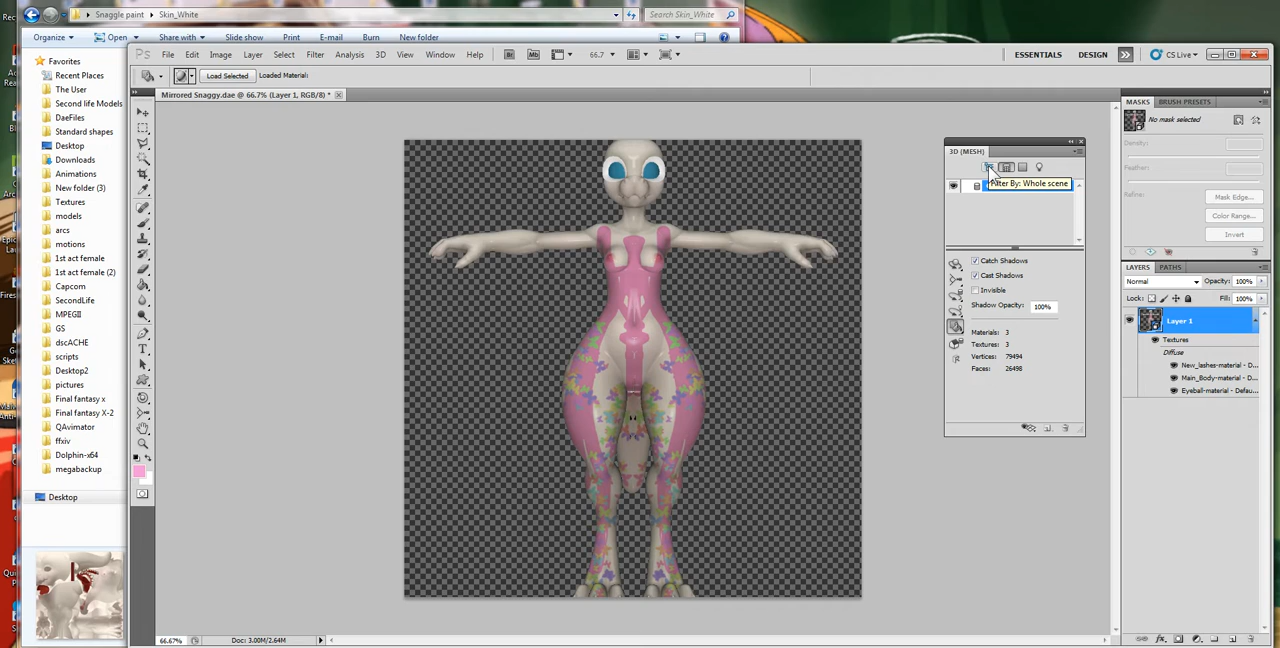 Snaggle paint
Skin_White
Search Skin_White
Organize
Open
Share with
Slide show
Print
E-mail
Burn
New folder
Favorites
Recent Places
The User
Second life Models
DaeFiles
Standard shapes
Desktop
Downloads
Animations
New folder (3)
Textures
models
arcs
motions
1st act female
1st act female (2)
Capcom
SecondLife
MPEGII
GS
dscACHE
scripts
Desktop2
pictures
Final fantasy x
Final fantasy X-2
QAvimator
ffxiv
Dolphin-x64
megabackup
Desktop
Ps
File
Edit
Image
Layer
Select
Filter
Analysis
3D
View
Window
Help
Br
Mb
66.7
ESSENTIALS
DESIGN
CS Live
Load Selected
Loaded Material:
Mirrored Snaggy.dae @ 66.7% (Layer 1, RGB/8) *
66.67%
Doc: 3.00M/2.64M
3D (MESH)
Filter By: Whole scene
Catch Shadows
Cast Shadows
Invisible
Shadow Opacity: 100%
Materials: 3
Textures: 3
Vertices: 79494
Faces: 26498
MASKS
BRUSH PRESETS
No mask selected
Density:
Feather:
Refine:
Mask Edge...
Color Range...
Invert
LAYERS
PATHS
Normal
Opacity: 100%
Lock:
Fill: 100%
Layer 1
Textures
Diffuse
New_lashes-material - D...
Main_Body-material - D...
Eyeball-material - Defau...